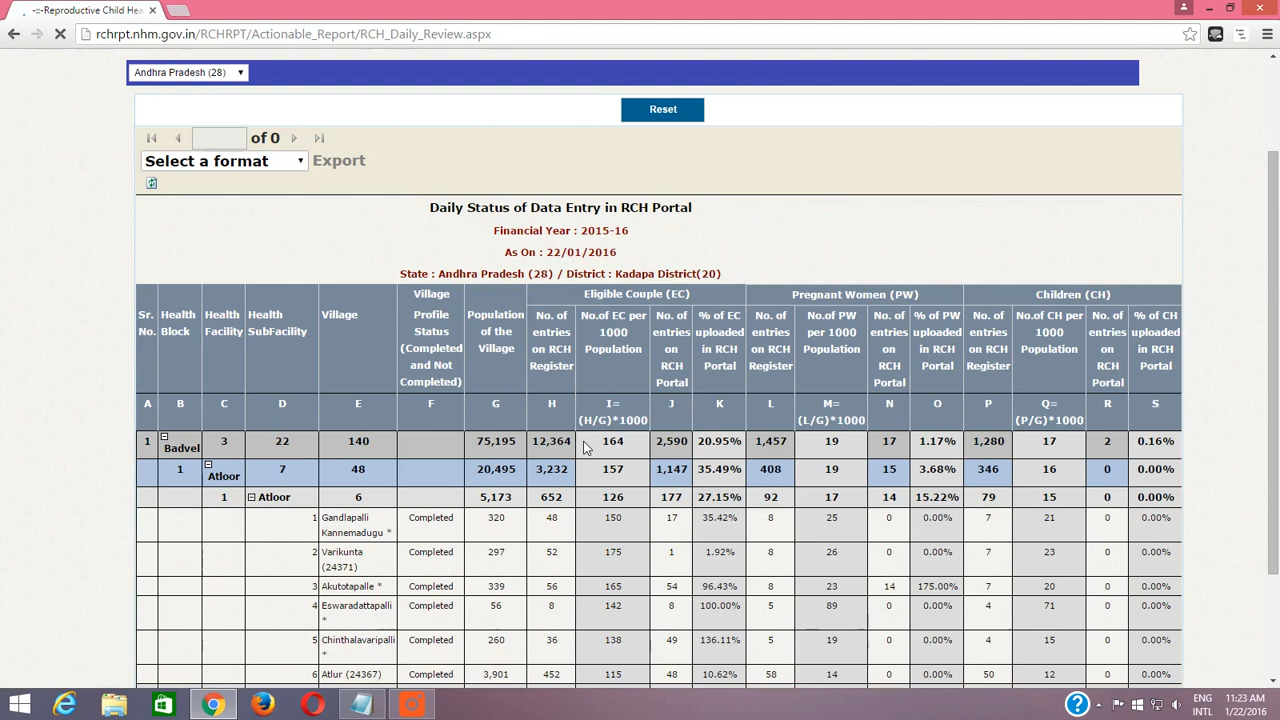 -::-Reproductive Child Hea
rchrpt.nhm.gov.in/RCHRPT/Actionable_Report/RCH_Daily_Review.aspx
Andhra Pradesh (28)
Reset
of 0
Select a format Export
Daily Status of Data Entry in RCH Portal
Financial Year : 2015-16
As On : 22/01/2016
State : Andhra Pradesh (28) / District : Kadapa District(20)
Eligible Couple (EC) Pregnant Women (PW) Children (CH)
Sr. No. Health Block Health Facility Health SubFacility Village Village Profile Status (Completed and Not Completed) Population of the Village No. of entries on RCH Register No.of EC per 1000 Population No.of entries on RCH Portal % of EC uploaded in RCH Portal No. of entries on RCH Register No.of PW per 1000 Population No. of entries on RCH Portal % of PW uploaded in RCH Portal No. of entries on RCH Register No.of CH per 1000 Population No. of entries on RCH Portal % of CH uploaded in RCH Portal
A B C D E F G H I= (H/G)*1000 J K L M= (L/G)*1000 N O P Q= (P/G)*1000 R S
1 Badvel 3 22 140 75,195 12,364 164 2,590 20.95% 1,457 19 17 1.17% 1,280 17 2 0.16%
1 Atloor 7 48 20,495 3,232 157 1,147 35.49% 408 19 15 3.68% 346 16 0 0.00%
1 Atloor 6 5,173 652 126 177 27.15% 92 17 14 15.22% 79 15 0 0.00%
1 Gandlapalli Kannemadugu * Completed 320 48 150 17 35.42% 8 25 0 0.00% 7 21 0 0.00%
2 Varikunta (24371) Completed 297 52 175 1 1.92% 8 26 0 0.00% 7 23 0 0.00%
3 Akutotapalle * Completed 339 56 165 54 96.43% 8 23 14 175.00% 7 20 0 0.00%
4 Eswaradattapalli * Completed 56 8 142 8 100.00% 5 89 0 0.00% 4 71 0 0.00%
5 Chinthalavaripalli * Completed 260 36 138 49 136.11% 5 19 0 0.00% 4 15 0 0.00%
6 Atlur (24367) Completed 3,901 452 115 48 10.62% 58 14 0 0.00% 50 12 0 0.00%
ENG 11:23 AM
INTL 1/22/2016